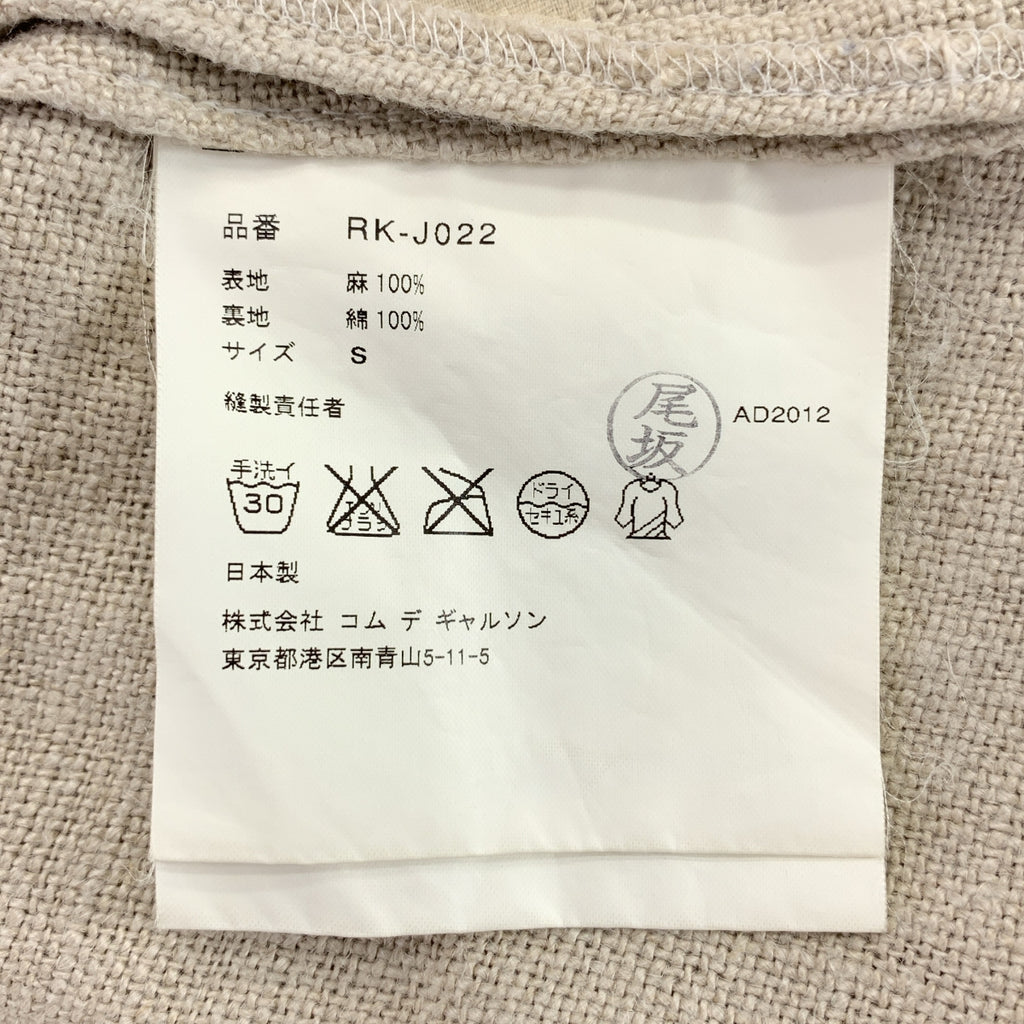 品番 RK-J022
表地 麻 100%
裏地 綿 100%
サイズ S
縫製責任者 尾坂 AD2012
手洗イ 30
エンソ
ドライ
セキユ系
日本製
株式会社 コム デ ギャルソン
東京都港区南青山5-11-5